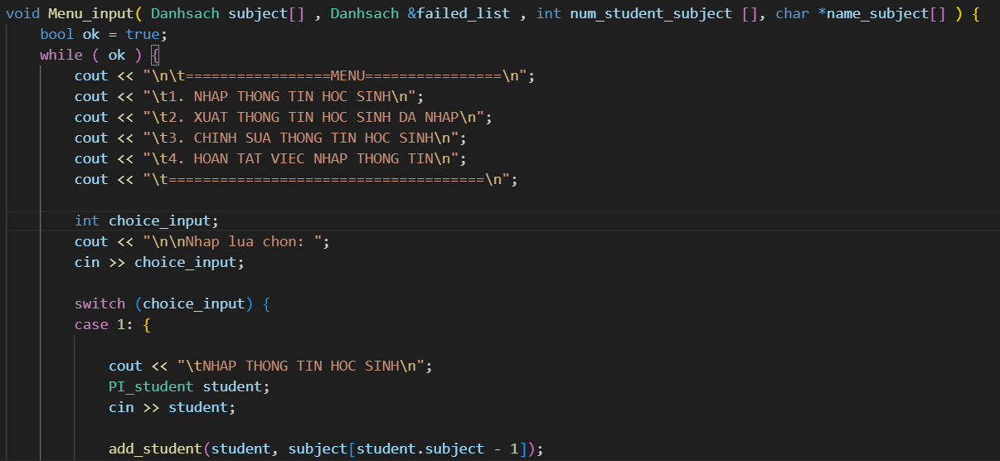 void Menu_input( Danhsach subject[] , Danhsach &failed_list , int num_student_subject [], char *name_subject[] ) {
    bool ok = true;
    while ( ok ) {
        cout << "\n\t=================MENU================\n";
        cout << "\t1. NHAP THONG TIN HOC SINH\n";
        cout << "\t2. XUAT THONG TIN HOC SINH DA NHAP\n";
        cout << "\t3. CHINH SUA THONG TIN HOC SINH\n";
        cout << "\t4. HOAN TAT VIEC NHAP THONG TIN\n";
        cout << "\t=====================================\n";
        int choice_input;
        cout << "\n\nNhap lua chon: ";
        cin >> choice_input;
        switch (choice_input) {
        case 1: {
            cout << "\tNHAP THONG TIN HOC SINH\n";
            PI_student student;
            cin >> student;
            add_student(student, subject[student.subject - 1]);